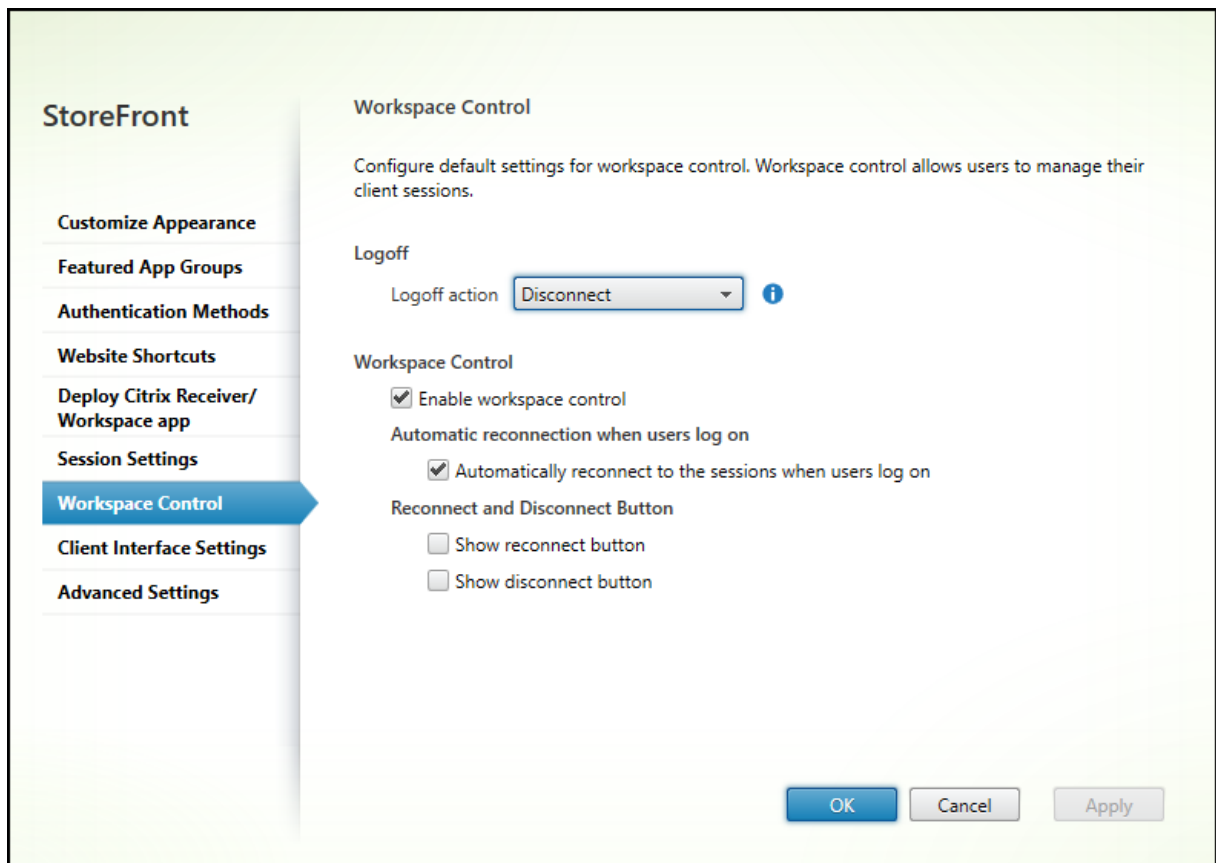 StoreFront
Customize Appearance
Featured App Groups
Authentication Methods
Website Shortcuts
Deploy Citrix Receiver/
Workspace app
Session Settings
Workspace Control
Client Interface Settings
Advanced Settings
Workspace Control
Configure default settings for workspace control. Workspace control allows users to manage their
client sessions.
Logoff
Logoff action Disconnect
Workspace Control
Enable workspace control
Automatic reconnection when users log on
Automatically reconnect to the sessions when users log on
Reconnect and Disconnect Button
Show reconnect button
Show disconnect button
OK Cancel Apply